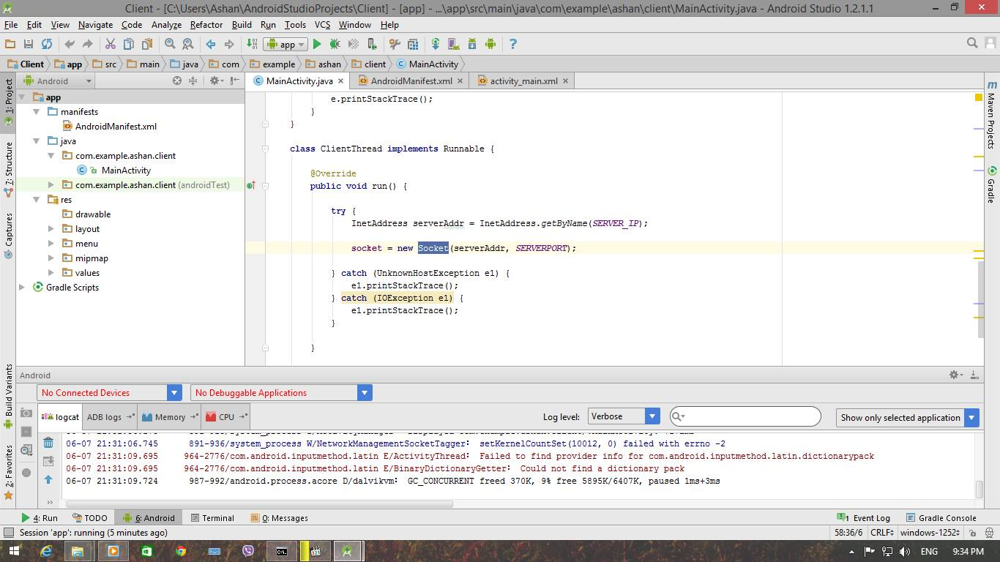 Client - [C:\Users\Ashan\AndroidStudioProjects\Client] - [app] - ...\app\src\main\java\com\example\ashan\client\MainActivity.java - Android Studio 1.2.1.1
File Edit View Navigate Code Analyze Refactor Build Run Tools VCS Window Help
app
Client app src main java com example ashan client MainActivity
Android
MainActivity.java AndroidManifest.xml activity_main.xml
1: Project
7: Structure
Captures
Build Variants
2: Favorites
app
manifests
AndroidManifest.xml
java
com.example.ashan.client
MainActivity
com.example.ashan.client (androidTest)
res
drawable
layout
menu
mipmap
values
Gradle Scripts
e.printStackTrace();
}
}
class ClientThread implements Runnable {
@Override
public void run() {
try {
InetAddress serverAddr = InetAddress.getByName(SERVER_IP);
socket = new Socket(serverAddr, SERVERPORT);
} catch (UnknownHostException e1) {
e1.printStackTrace();
} catch (IOException e1) {
e1.printStackTrace();
}
}
Maven Projects
Gradle
Android
No Connected Devices No Debuggable Applications
logcat ADB logs Memory CPU Log level: Verbose Show only selected application
06-07 21:31:06.745 891-936/system_process W/NetworkManagementSocketTagger: setKernelCountSet(10012, 0) failed with errno -2
06-07 21:31:09.695 964-2776/com.android.inputmethod.latin E/ActivityThread: Failed to find provider info for com.android.inputmethod.latin.dictionarypack
06-07 21:31:09.695 964-2776/com.android.inputmethod.latin E/BinaryDictionaryGetter: Could not find a dictionary pack
06-07 21:31:09.724 987-992/android.process.acore D/dalvikvm: GC_CONCURRENT freed 370K, 9% free 5895K/6407K, paused 1ms+3ms
4: Run TODO 6: Android Terminal 0: Messages 1 Event Log Gradle Console
Session 'app': running (5 minutes ago) 58:36/6 CRLF windows-1252
ENG 9:34 PM